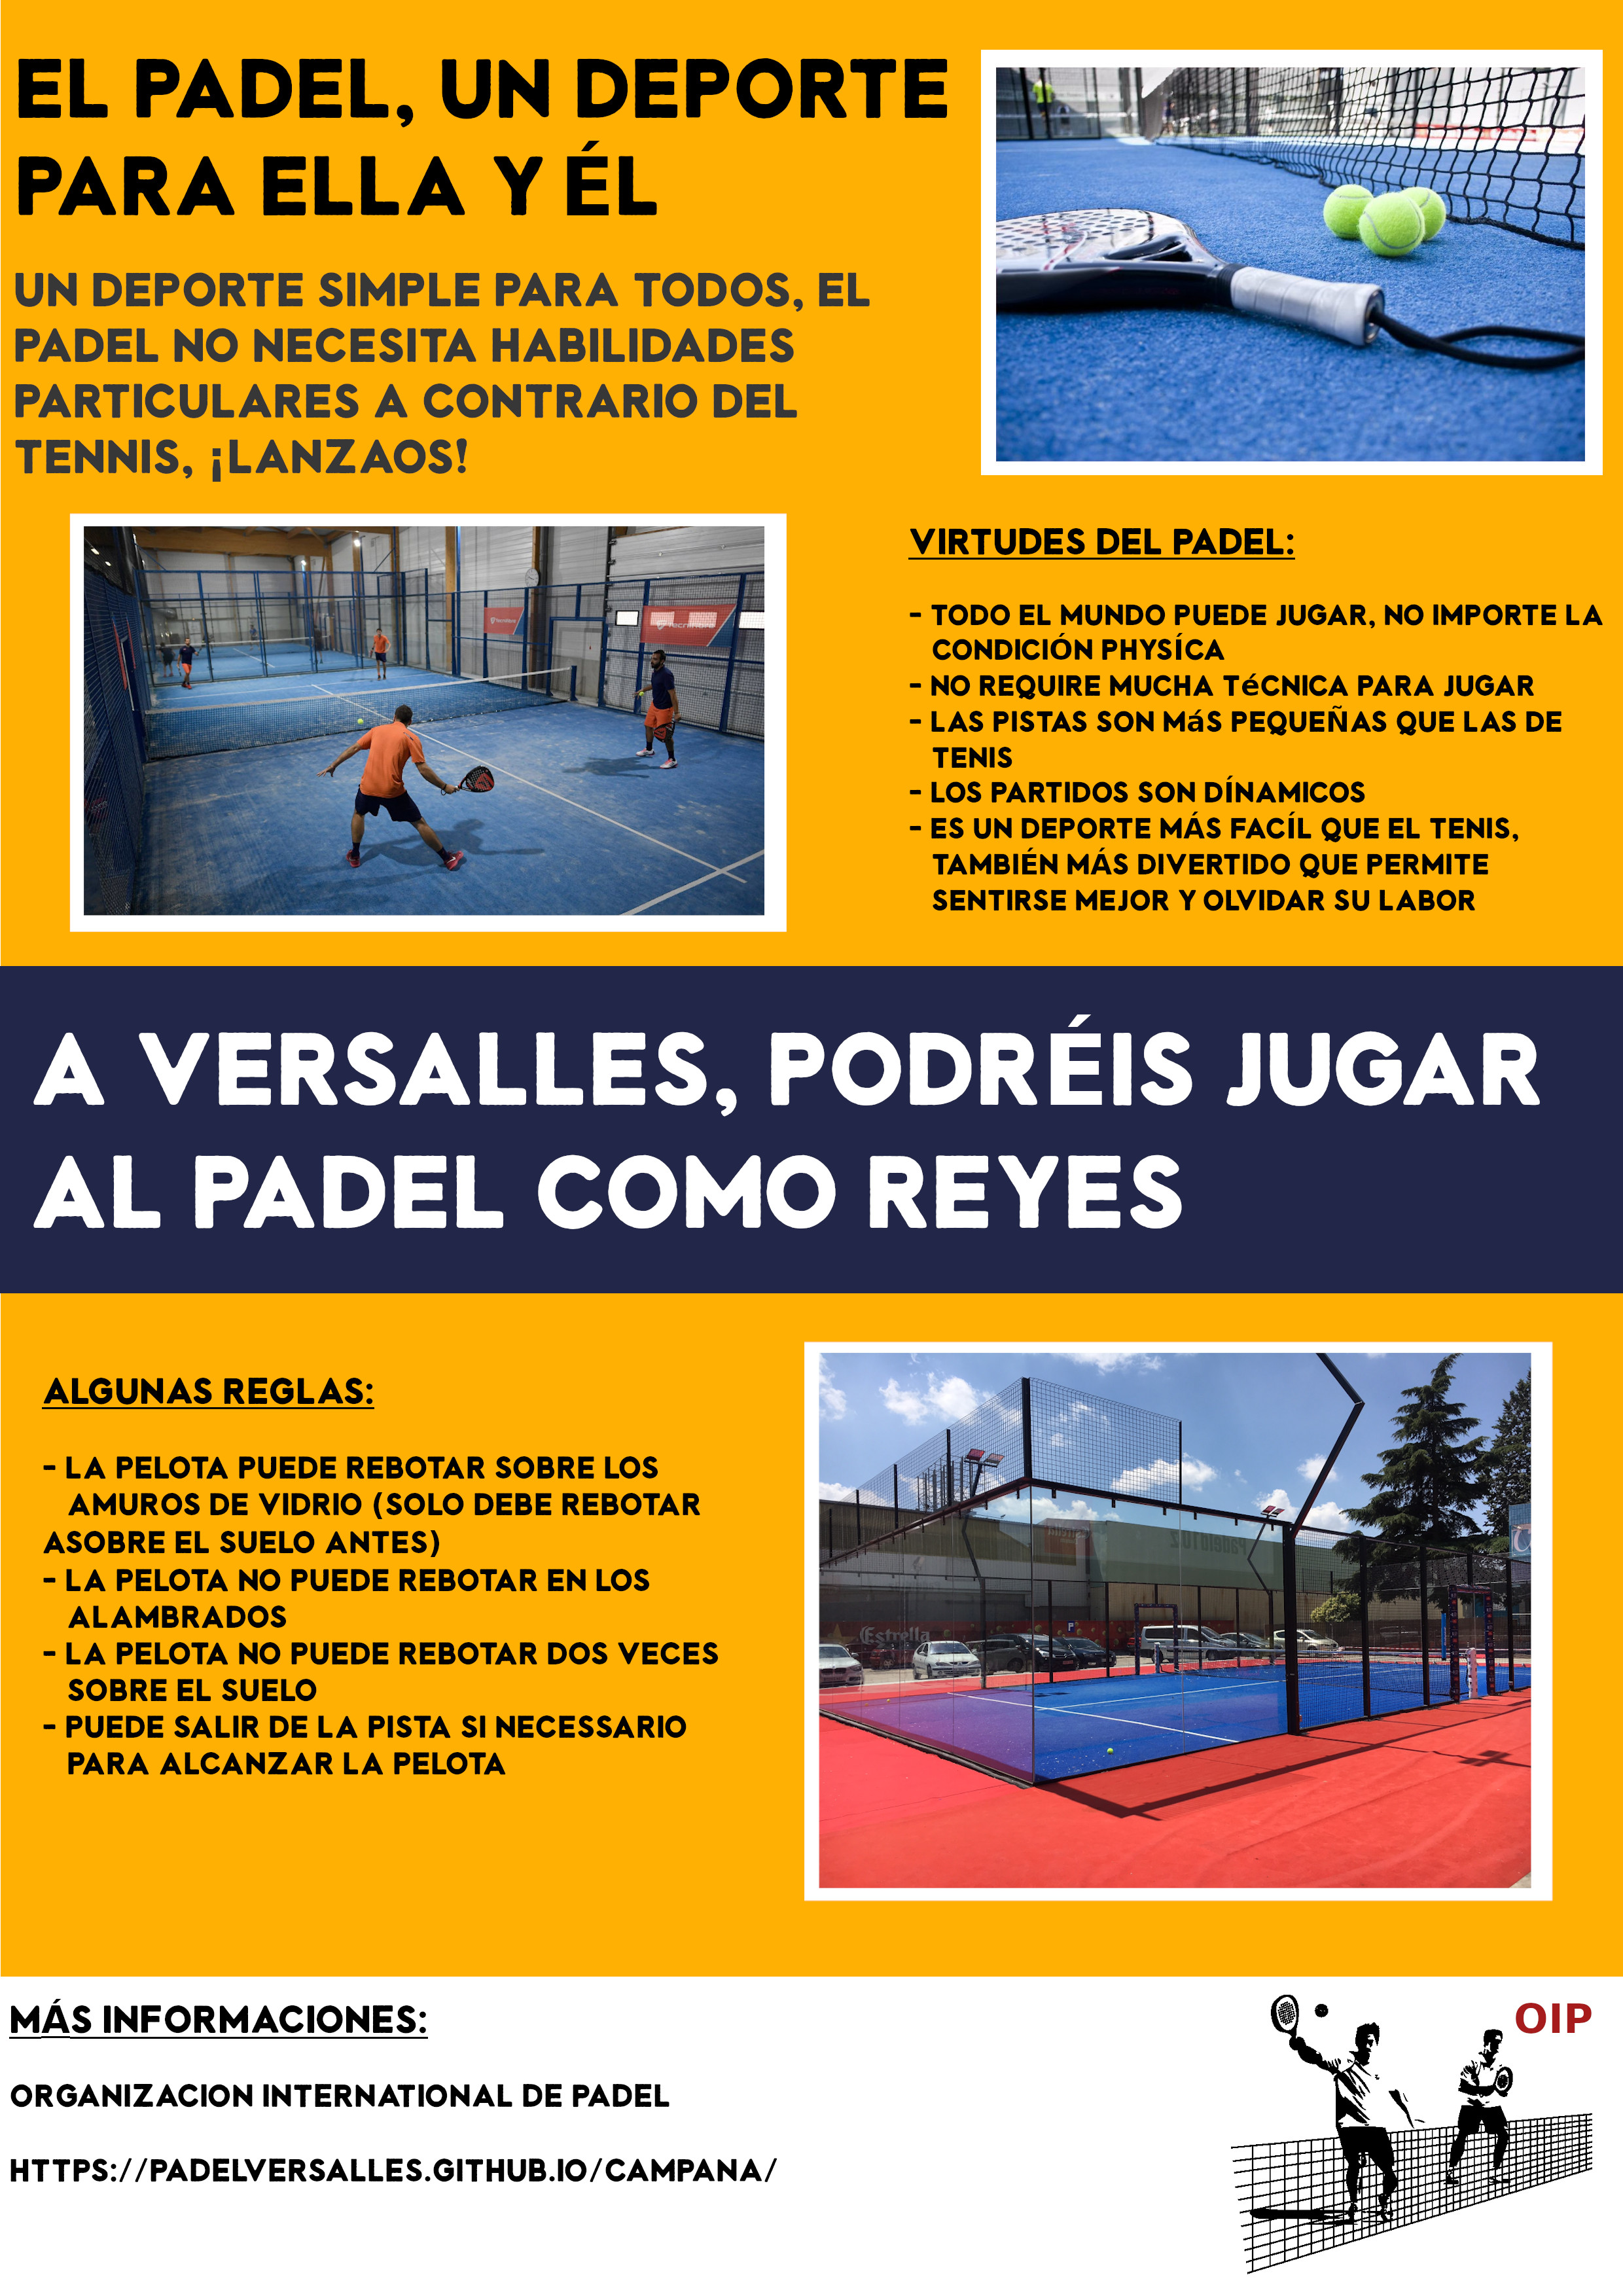 EL PADEL, UN DEPORTE
PARA ELLA Y ÉL
UN DEPORTE SIMPLE PARA TODOS, EL
PADEL NO NECESITA HABILIDADES
PARTICULARES A CONTRARIO DEL
TENNIS, ¡LANZAOS!
VIRTUDES DEL PADEL:
- TODO EL MUNDO PUEDE JUGAR, NO IMPORTE LA
CONDICIÓN PHYSÍCA
- NO REQUIRE MUCHA TéCNICA PARA JUGAR
- LAS PISTAS SON MáS PEQUEÑAS QUE LAS DE
TENIS
- LOS PARTIDOS SON DÍNAMICOS
- ES UN DEPORTE MÁS FACÍL QUE EL TENIS,
TAMBIÉN MÁS DIVERTIDO QUE PERMITE
SENTIRSE MEJOR Y OLVIDAR SU LABOR
A VERSALLES, PODRÉIS JUGAR
AL PADEL COMO REYES
ALGUNAS REGLAS:
- LA PELOTA PUEDE REBOTAR SOBRE LOS
AMUROS DE VIDRIO (SOLO DEBE REBOTAR
ASOBRE EL SUELO ANTES)
- LA PELOTA NO PUEDE REBOTAR EN LOS
ALAMBRADOS
- LA PELOTA NO PUEDE REBOTAR DOS VECES
SOBRE EL SUELO
- PUEDE SALIR DE LA PISTA SI NECESSARIO
PARA ALCANZAR LA PELOTA
Estrella
MÁS INFORMACIONES:
ORGANIZACION INTERNATIONAL DE PADEL
HTTPS://PADELVERSALLES.GITHUB.IO/CAMPANA/
OIP